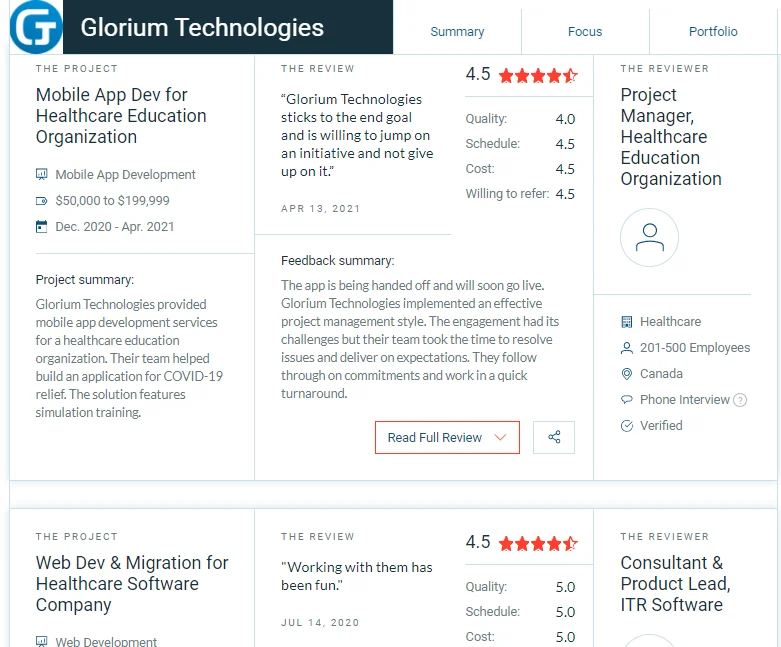 Glorium Technologies
Summary
Focus
Portfolio
THE PROJECT
Mobile App Dev for
Healthcare Education
Organization
Mobile App Development
$50,000 to $199,999
Dec. 2020 - Apr. 2021
Project summary:
Glorium Technologies provided
mobile app development services
for a healthcare education
organization. Their team helped
build an application for COVID-19
relief. The solution features
simulation training.
THE REVIEW
“Glorium Technologies
sticks to the end goal
and is willing to jump on
an initiative and not give
up on it.”
APR 13, 2021
4.5
Quality: 4.0
Schedule: 4.5
Cost: 4.5
Willing to refer: 4.5
Feedback summary:
The app is being handed off and will soon go live.
Glorium Technologies implemented an effective
project management style. The engagement had its
challenges but their team took the time to resolve
issues and deliver on expectations. They follow
through on commitments and work in a quick
turnaround.
Read Full Review
THE REVIEWER
Project
Manager,
Healthcare
Education
Organization
Healthcare
201-500 Employees
Canada
Phone Interview ?
Verified
THE PROJECT
Web Dev & Migration for
Healthcare Software
Company
Web Development
THE REVIEW
"Working with them has
been fun."
JUL 14, 2020
4.5
Quality: 5.0
Schedule: 5.0
Cost: 5.0
THE REVIEWER
Consultant &
Product Lead,
ITR Software